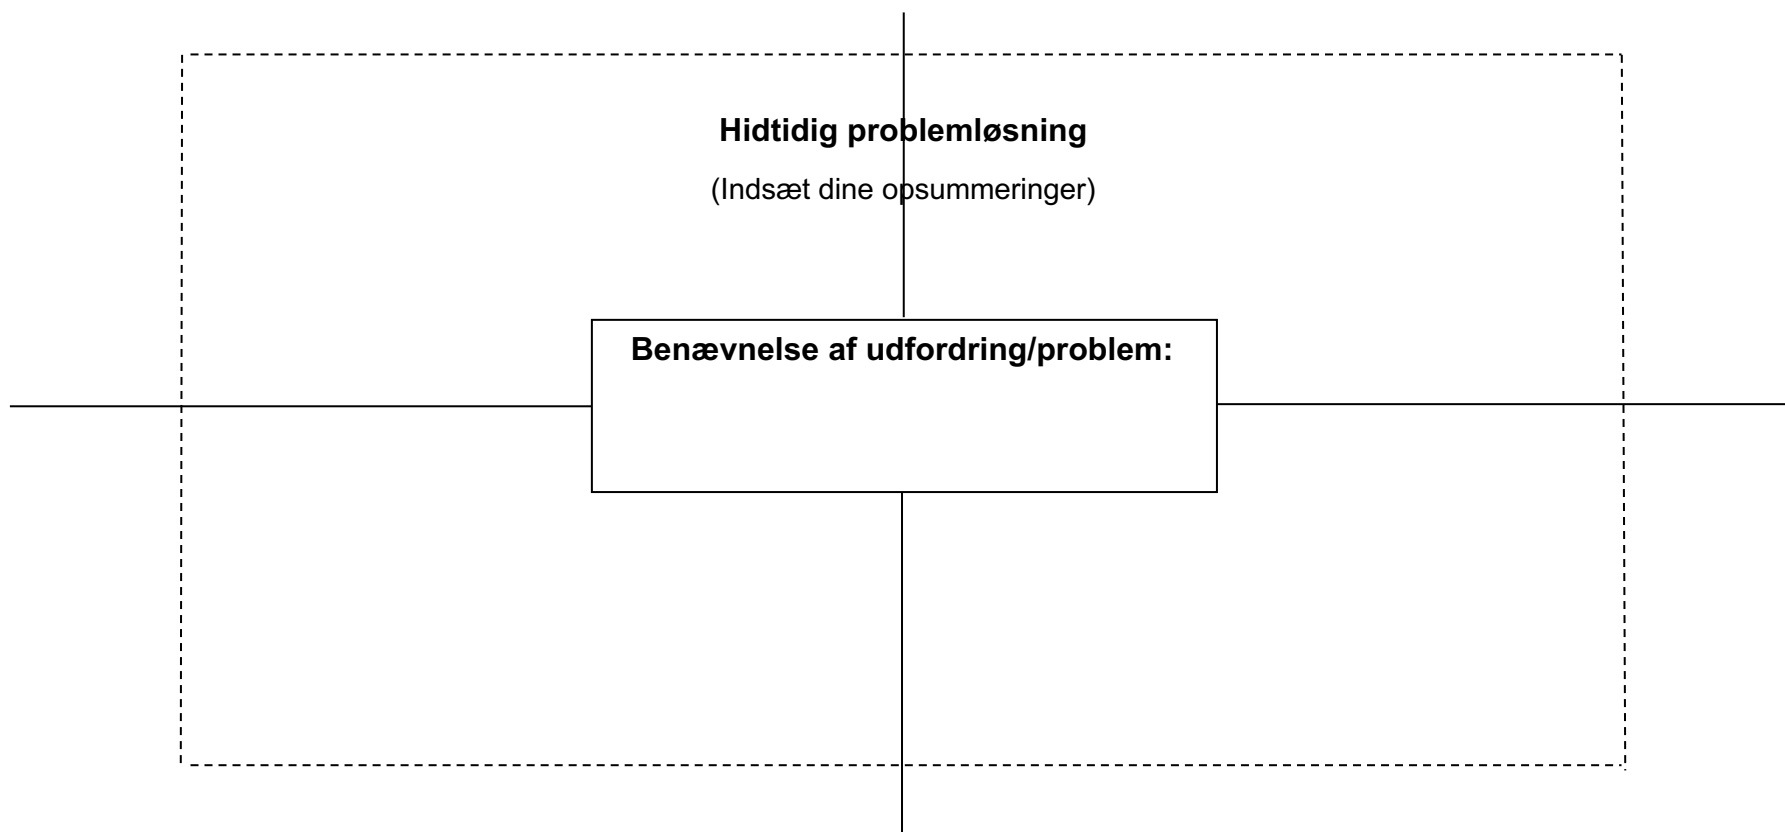 Hidtidig problemløsning
(Indsæt dine opsummeringer)
Benævnelse af udfordring/problem: